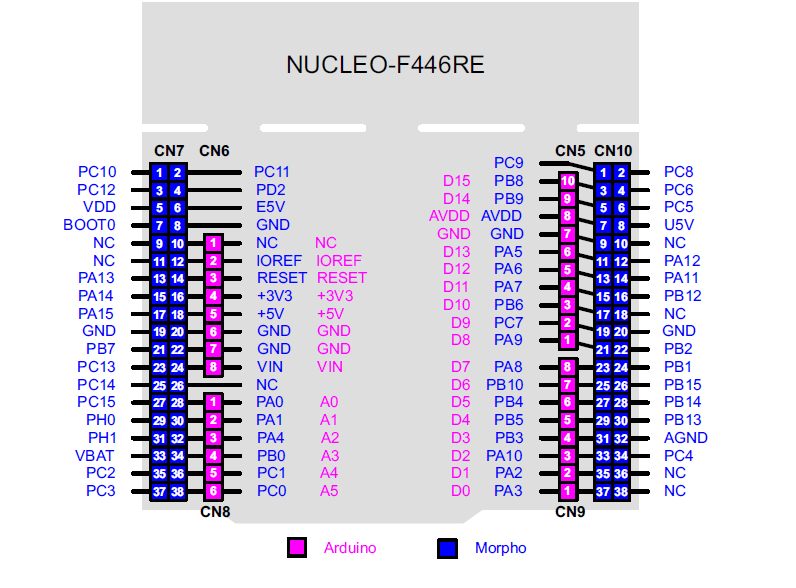 NUCLEO-F446RE
CN7 CN6 CN5 CN10
PC9
PC10 1 2 PC11 D15 PB8 10 1 2 PC8
PC12 3 4 PD2 D14 PB9 9 3 4 PC6
VDD 5 6 E5V AVDD AVDD 8 5 6 PC5
BOOT0 7 8 GND GND GND 7 7 8 U5V
NC 9 10 1 NC NC D13 PA5 6 9 10 NC
NC 11 12 2 IOREF IOREF D12 PA6 5 11 12 PA12
PA13 13 14 3 RESET RESET D11 PA7 4 13 14 PA11
PA14 15 16 4 +3V3 +3V3 D10 PB6 3 15 16 PB12
PA15 17 18 5 +5V +5V D9 PC7 2 17 18 NC
GND 19 20 6 GND GND D8 PA9 1 19 20 GND
PB7 21 22 7 GND GND 21 22 PB2
PC13 23 24 8 VIN VIN D7 PA8 8 23 24 PB1
PC14 25 26 NC D6 PB10 7 25 26 PB15
PC15 27 28 1 PA0 A0 D5 PB4 6 27 28 PB14
PH0 29 30 2 PA1 A1 D4 PB5 5 29 30 PB13
PH1 31 32 3 PA4 A2 D3 PB3 4 31 32 AGND
VBAT 33 34 4 PB0 A3 D2 PA10 3 33 34 PC4
PC2 35 36 5 PC1 A4 D1 PA2 2 35 36 NC
PC3 37 38 6 PC0 A5 D0 PA3 1 37 38 NC
CN8 CN9
Arduino Morpho